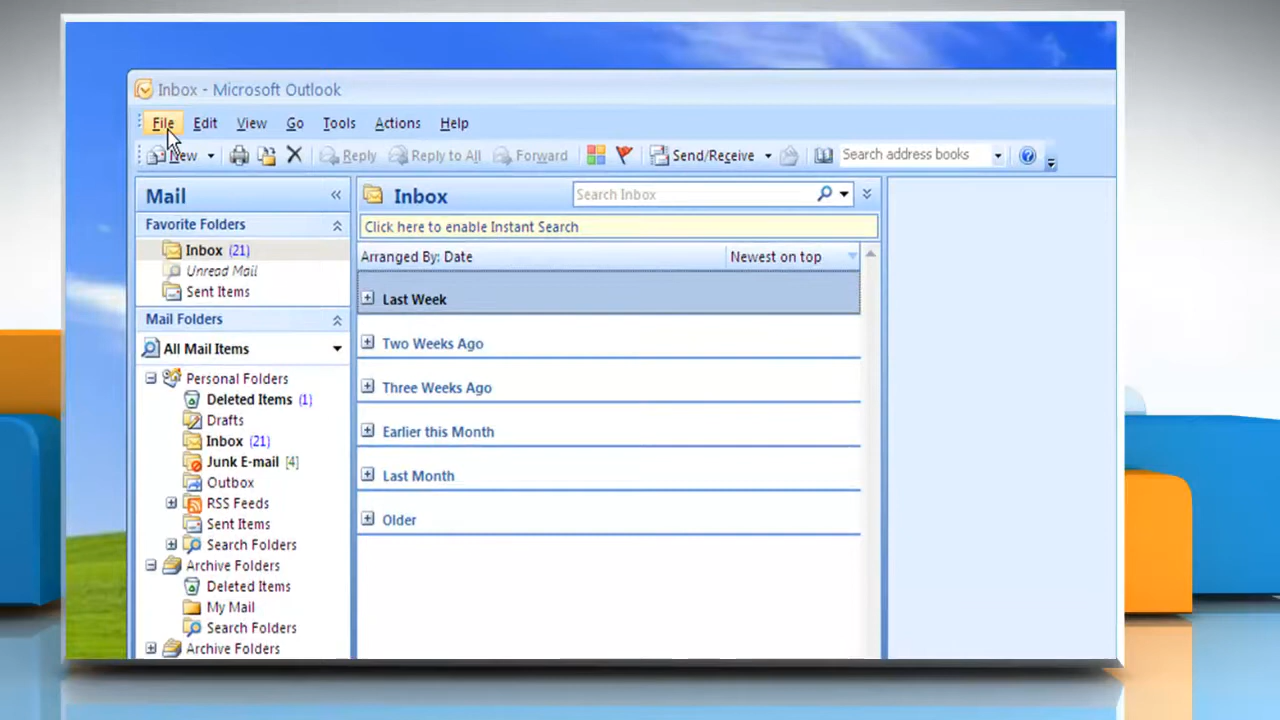 Inbox - Microsoft Outlook
File Edit View Go Tools Actions Help
New Reply Reply to All Forward Send/Receive Search address books
Mail
Favorite Folders
Inbox (21)
Unread Mail
Sent Items
Mail Folders
All Mail Items
Personal Folders
Deleted Items (1)
Drafts
Inbox (21)
Junk E-mail [4]
Outbox
RSS Feeds
Sent Items
Search Folders
Archive Folders
Deleted Items
My Mail
Search Folders
Archive Folders
Inbox Search Inbox
Click here to enable Instant Search
Arranged By: Date Newest on top
Last Week
Two Weeks Ago
Three Weeks Ago
Earlier this Month
Last Month
Older